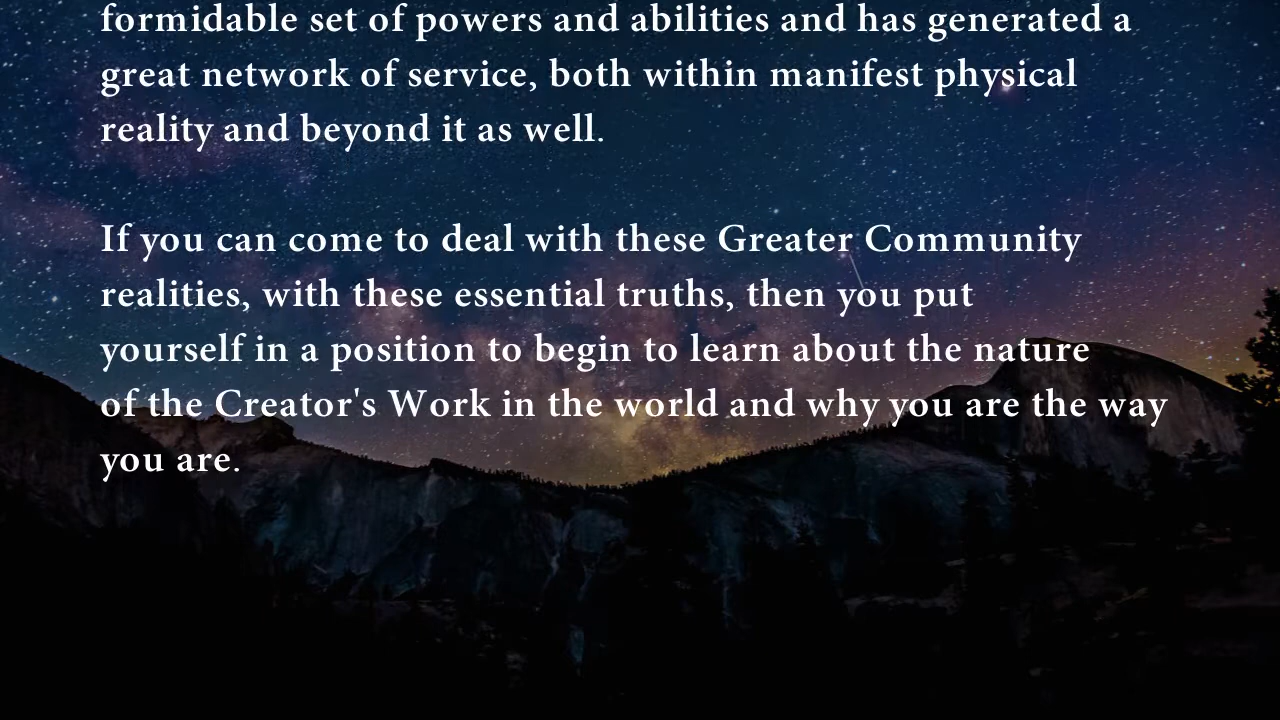 formidable set of powers and abilities and has generated a
great network of service, both within manifest physical
reality and beyond it as well.
If you can come to deal with these Greater Community
realities, with these essential truths, then you put
yourself in a position to begin to learn about the nature
of the Creator's Work in the world and why you are the way
you are.